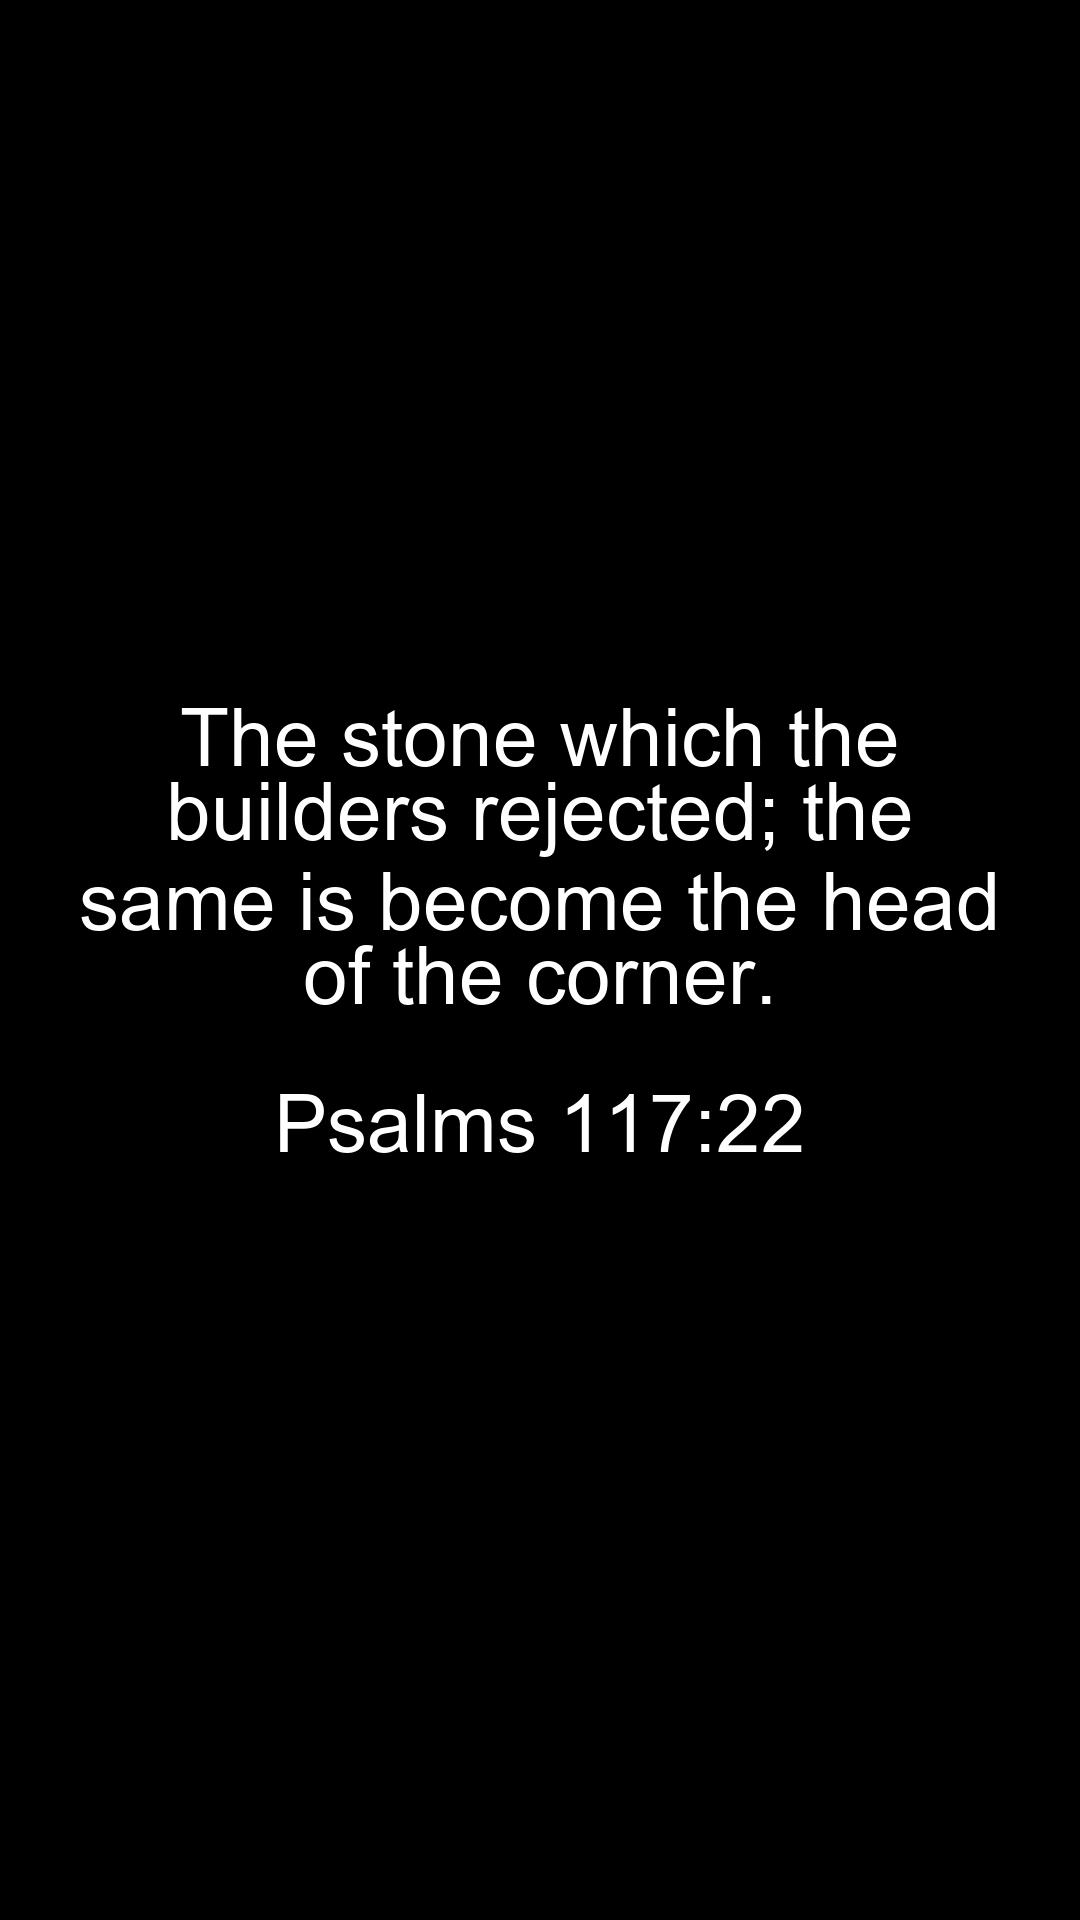 The stone which the
builders rejected; the
same is become the head
of the corner.
Psalms 117:22